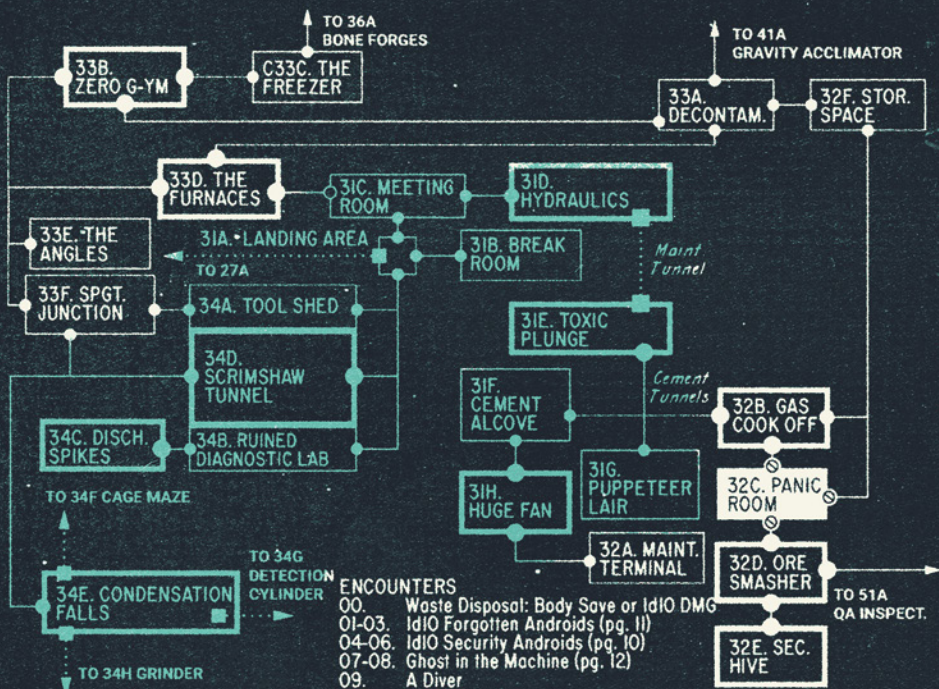 TO 36A
BONE FORGES
TO 41A
GRAVITY ACCLIMATOR
33B.
ZERO G-YM
C33C. THE
FREEZER
33A.
DECONTAM.
32F. STOR.
SPACE
33D. THE
FURNACES
31C. MEETING
ROOM
31D.
HYDRAULICS
33E. THE
ANGLES
31A. LANDING AREA
TO 27A
31B. BREAK
ROOM
Maint
Tunnel
33F. SPGT.
JUNCTION
34A. TOOL SHED
31E. TOXIC
PLUNGE
34D.
SCRIMSHAW
TUNNEL
31F.
CEMENT
ALCOVE
Cement
Tunnels
32B. GAS
COOK OFF
34C. DISCH.
SPIKES
34B. RUINED
DIAGNOSTIC LAB
31G.
PUPPETEER
LAIR
31H.
HUGE FAN
32C. PANIC
ROOM
TO 34F CAGE MAZE
32A. MAINT.
TERMINAL
32D. ORE
SMASHER
TO 34G
DETECTION
CYLINDER
34E. CONDENSATION
FALLS
TO 51A
QA INSPECT.
32E. SEC.
HIVE
TO 34H GRINDER
ENCOUNTERS
00. Waste Disposal: Body Save or 1d10 DMG
01-03. 1d10 Forgotten Androids (pg. 11)
04-06. 1d10 Security Androids (pg. 10)
07-08. Ghost in the Machine (pg. 12)
09. A Diver